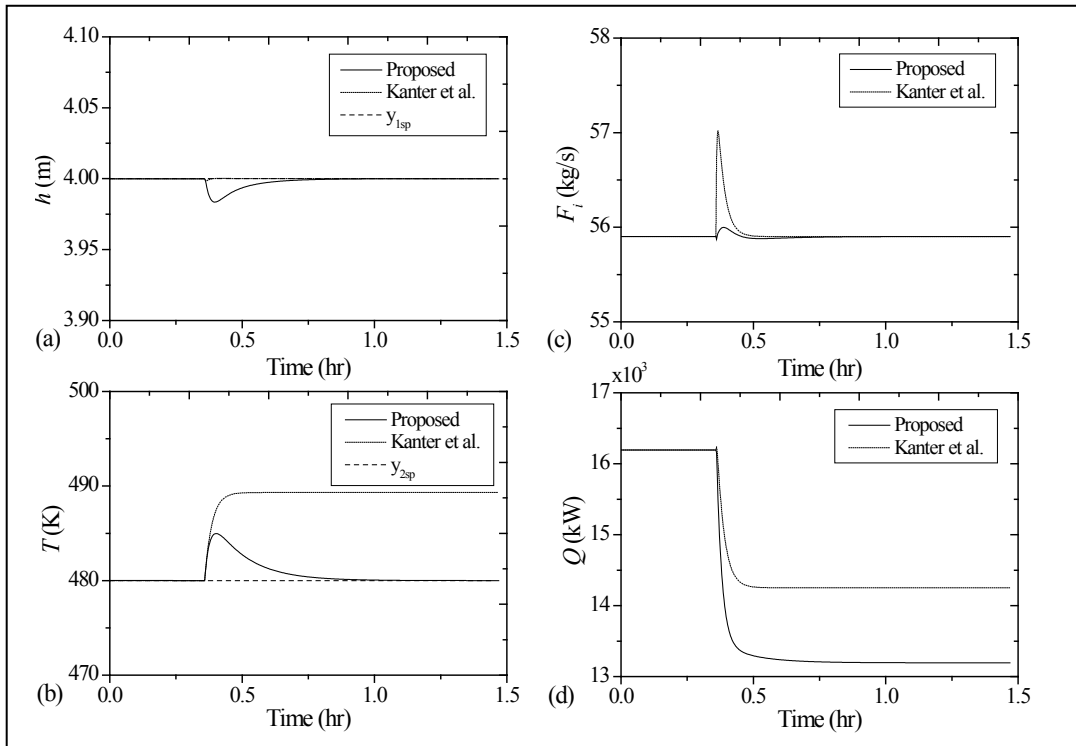 4.10
4.05
4.00
3.95
3.90
h (m)
Proposed
Kanter et al.
y1sp
(a)
0.0
0.5
1.0
1.5
Time (hr)
58
57
56
55
Fi (kg/s)
Proposed
Kanter et al.
(c)
0.0
0.5
1.0
1.5
Time (hr)
500
490
480
470
T (K)
Proposed
Kanter et al.
y2sp
(b)
0.0
0.5
1.0
1.5
Time (hr)
17x10³
16
15
14
13
Q (kW)
Proposed
Kanter et al.
(d)
0.0
0.5
1.0
1.5
Time (hr)